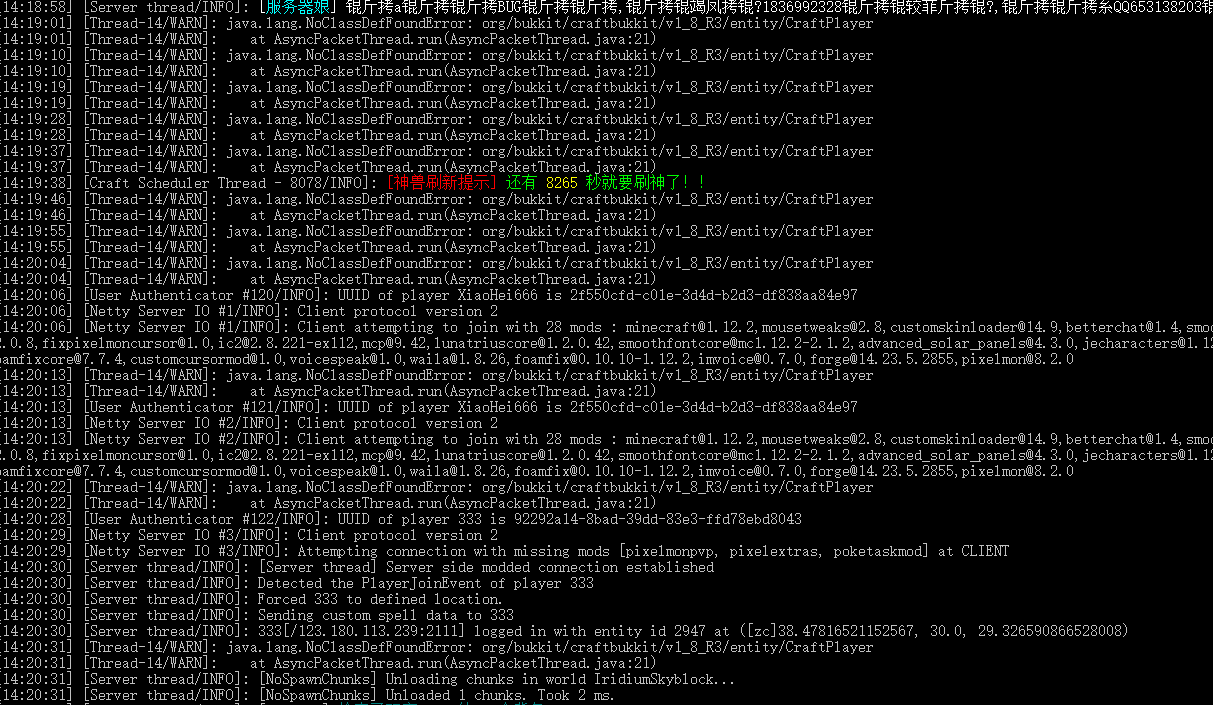 [14:18:58] [Server thread/INFO]: [服务器娘] 锟斤拷a锟斤拷锟斤拷BUG锟斤拷锟斤拷,锟斤拷锟竭凤拷锟?1836992328锟斤拷锟较菲斤拷锟?,锟斤拷锟斤拷系QQ653138203锟
[14:19:01] [Thread-14/WARN]: java.lang.NoClassDefFoundError: org/bukkit/craftbukkit/v1_8_R3/entity/CraftPlayer
[14:19:01] [Thread-14/WARN]:    at AsyncPacketThread.run(AsyncPacketThread.java:21)
[14:19:10] [Thread-14/WARN]: java.lang.NoClassDefFoundError: org/bukkit/craftbukkit/v1_8_R3/entity/CraftPlayer
[14:19:10] [Thread-14/WARN]:    at AsyncPacketThread.run(AsyncPacketThread.java:21)
[14:19:19] [Thread-14/WARN]: java.lang.NoClassDefFoundError: org/bukkit/craftbukkit/v1_8_R3/entity/CraftPlayer
[14:19:19] [Thread-14/WARN]:    at AsyncPacketThread.run(AsyncPacketThread.java:21)
[14:19:28] [Thread-14/WARN]: java.lang.NoClassDefFoundError: org/bukkit/craftbukkit/v1_8_R3/entity/CraftPlayer
[14:19:28] [Thread-14/WARN]:    at AsyncPacketThread.run(AsyncPacketThread.java:21)
[14:19:37] [Thread-14/WARN]: java.lang.NoClassDefFoundError: org/bukkit/craftbukkit/v1_8_R3/entity/CraftPlayer
[14:19:37] [Thread-14/WARN]:    at AsyncPacketThread.run(AsyncPacketThread.java:21)
[14:19:38] [Craft Scheduler Thread - 8078/INFO]: [神兽刷新提示] 还有 8265 秒就要刷神了！！
[14:19:46] [Thread-14/WARN]: java.lang.NoClassDefFoundError: org/bukkit/craftbukkit/v1_8_R3/entity/CraftPlayer
[14:19:46] [Thread-14/WARN]:    at AsyncPacketThread.run(AsyncPacketThread.java:21)
[14:19:55] [Thread-14/WARN]: java.lang.NoClassDefFoundError: org/bukkit/craftbukkit/v1_8_R3/entity/CraftPlayer
[14:19:55] [Thread-14/WARN]:    at AsyncPacketThread.run(AsyncPacketThread.java:21)
[14:20:04] [Thread-14/WARN]: java.lang.NoClassDefFoundError: org/bukkit/craftbukkit/v1_8_R3/entity/CraftPlayer
[14:20:04] [Thread-14/WARN]:    at AsyncPacketThread.run(AsyncPacketThread.java:21)
[14:20:06] [User Authenticator #120/INFO]: UUID of player XiaoHei666 is 2f550cfd-c01e-3d4d-b2d3-df838aa84e97
[14:20:06] [Netty Server IO #1/INFO]: Client protocol version 2
[14:20:06] [Netty Server IO #1/INFO]: Client attempting to join with 28 mods : minecraft@1.12.2,mousetweaks@2.8,customskinloader@14.9,betterchat@1.4,smoo
2.0.8,fixpixelmoncursor@1.0,ic2@2.8.221-ex112,mcp@9.42,lunatriuscore@1.2.0.42,smoothfontcore@mc1.12.2-2.1.2,advanced_solar_panels@4.3.0,jecharacters@1.12
oamfixcore@7.7.4,customcursormod@1.0,voicespeak@1.0,waila@1.8.26,foamfix@0.10.10-1.12.2,imvoice@0.7.0,forge@14.23.5.2855,pixelmon@8.2.0
[14:20:13] [Thread-14/WARN]: java.lang.NoClassDefFoundError: org/bukkit/craftbukkit/v1_8_R3/entity/CraftPlayer
[14:20:13] [Thread-14/WARN]:    at AsyncPacketThread.run(AsyncPacketThread.java:21)
[14:20:13] [User Authenticator #121/INFO]: UUID of player XiaoHei666 is 2f550cfd-c01e-3d4d-b2d3-df838aa84e97
[14:20:13] [Netty Server IO #2/INFO]: Client protocol version 2
[14:20:13] [Netty Server IO #2/INFO]: Client attempting to join with 28 mods : minecraft@1.12.2,mousetweaks@2.8,customskinloader@14.9,betterchat@1.4,smoo
2.0.8,fixpixelmoncursor@1.0,ic2@2.8.221-ex112,mcp@9.42,lunatriuscore@1.2.0.42,smoothfontcore@mc1.12.2-2.1.2,advanced_solar_panels@4.3.0,jecharacters@1.12
oamfixcore@7.7.4,customcursormod@1.0,voicespeak@1.0,waila@1.8.26,foamfix@0.10.10-1.12.2,imvoice@0.7.0,forge@14.23.5.2855,pixelmon@8.2.0
[14:20:22] [Thread-14/WARN]: java.lang.NoClassDefFoundError: org/bukkit/craftbukkit/v1_8_R3/entity/CraftPlayer
[14:20:22] [Thread-14/WARN]:    at AsyncPacketThread.run(AsyncPacketThread.java:21)
[14:20:28] [User Authenticator #122/INFO]: UUID of player 333 is 92292a14-8bad-39dd-83e3-ffd78ebd8043
[14:20:29] [Netty Server IO #3/INFO]: Client protocol version 2
[14:20:29] [Netty Server IO #3/INFO]: Attempting connection with missing mods [pixelmonpvp, pixelextras, poketaskmod] at CLIENT
[14:20:30] [Server thread/INFO]: [Server thread] Server side modded connection established
[14:20:30] [Server thread/INFO]: Detected the PlayerJoinEvent of player 333
[14:20:30] [Server thread/INFO]: Forced 333 to defined location.
[14:20:30] [Server thread/INFO]: Sending custom spell data to 333
[14:20:30] [Server thread/INFO]: 333[/123.180.113.239:2111] logged in with entity id 2947 at ([zc]38.47816521152567, 30.0, 29.326590866528008)
[14:20:31] [Thread-14/WARN]: java.lang.NoClassDefFoundError: org/bukkit/craftbukkit/v1_8_R3/entity/CraftPlayer
[14:20:31] [Thread-14/WARN]:    at AsyncPacketThread.run(AsyncPacketThread.java:21)
[14:20:31] [Server thread/INFO]: [NoSpawnChunks] Unloading chunks in world IridiumSkyblock...
[14:20:31] [Server thread/INFO]: [NoSpawnChunks] Unloaded 1 chunks. Took 2 ms.